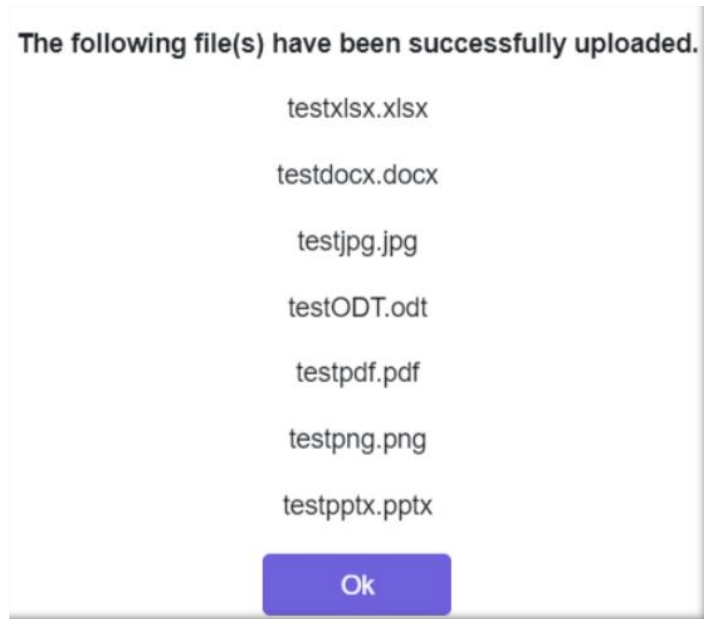 The following file(s) have been successfully uploaded.
testxlsx.xlsx
testdocx.docx
testjpg.jpg
testODT.odt
testpdf.pdf
testpng.png
testpptx.pptx
Ok